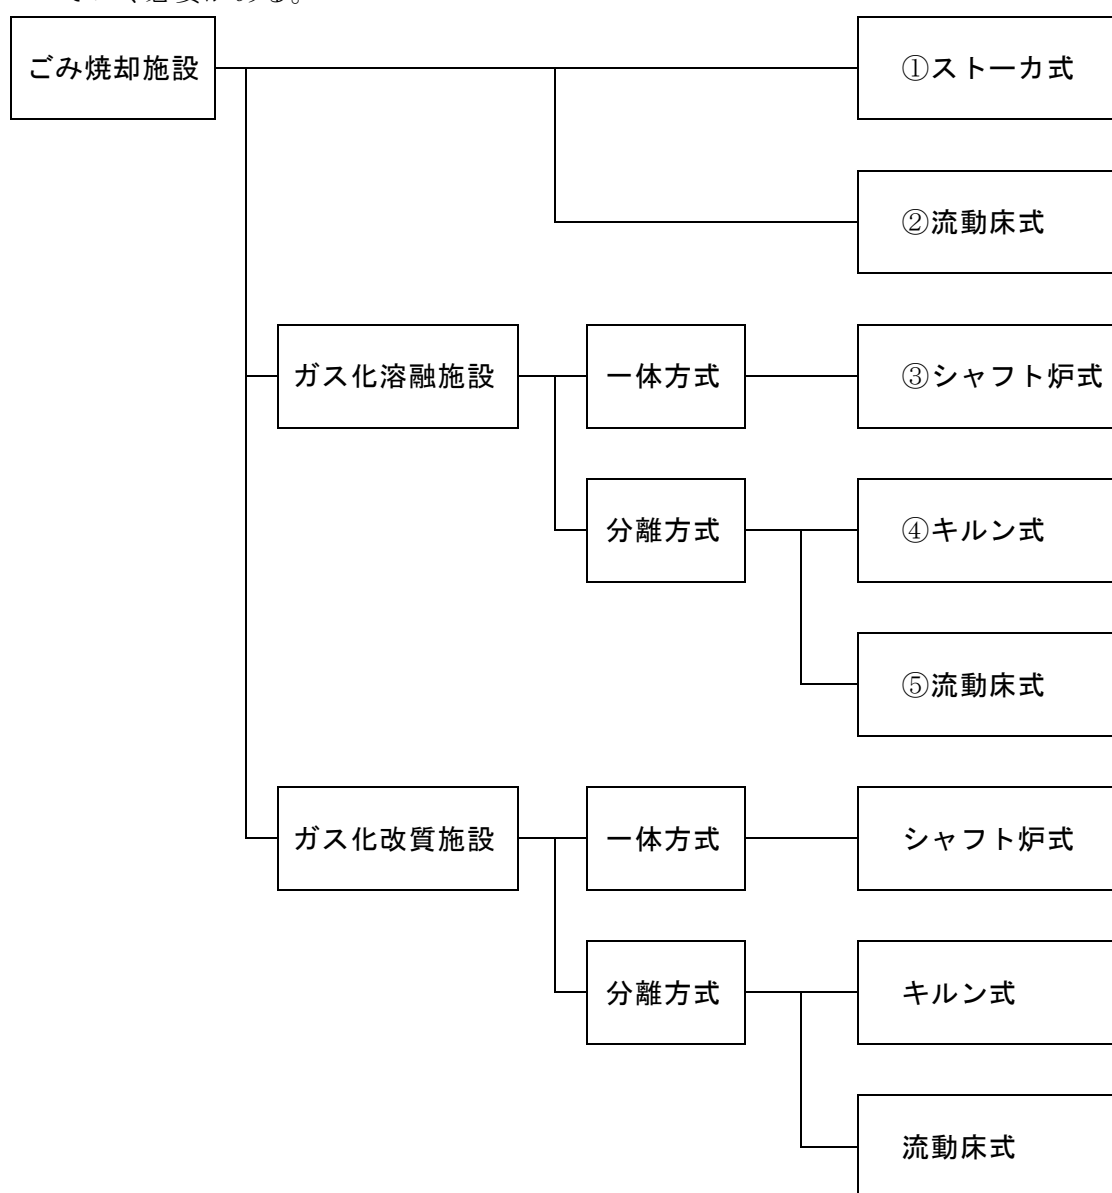 ごみ焼却施設
①ストーカ式
②流動床式
ガス化溶融施設
一体方式
③シャフト炉式
分離方式
④キルン式
⑤流動床式
ガス化改質施設
一体方式
シャフト炉式
分離方式
キルン式
流動床式